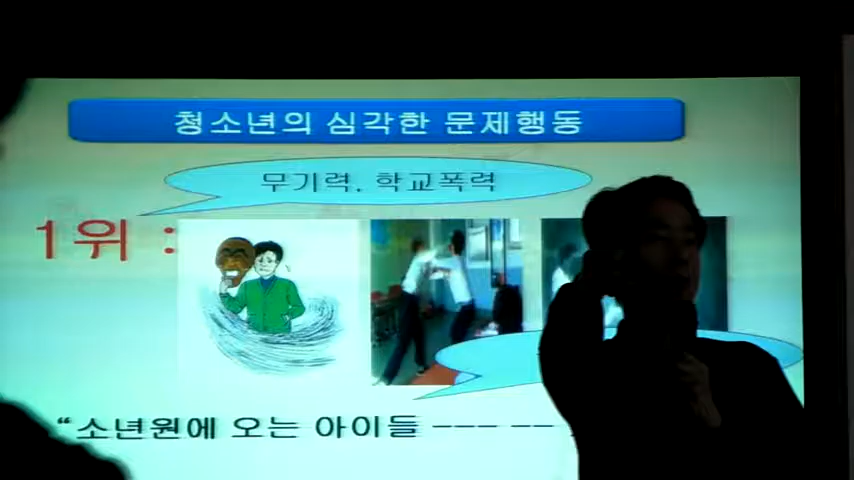 청소년의 심각한 문제행동
무기력, 학교폭력
1위 :
“소년원에 오는 아이들 --- --